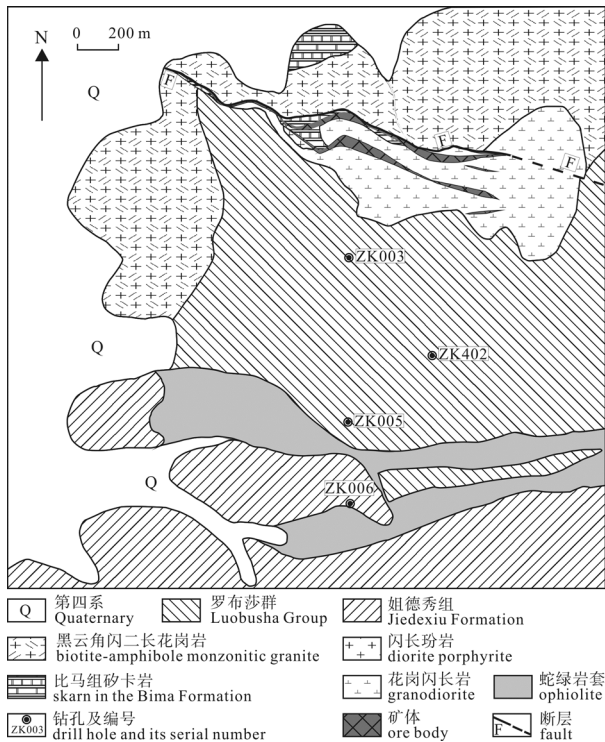 N
0 200 m
Q
F
F
F
ZK003
Q
ZK402
ZK005
Q
ZK006
Q 第四系 Quaternary
罗布莎群 Luobusha Group
姐德秀组 Jiedexiu Formation
黑云角闪二长花岗岩 biotite-amphibole monzonitic granite
闪长玢岩 diorite porphyrite
比马组矽卡岩 skarn in the Bima Formation
花岗闪长岩 granodiorite
蛇绿岩套 ophiolite
ZK003 钻孔及编号 drill hole and its serial number
矿体 ore body
F 断层 fault